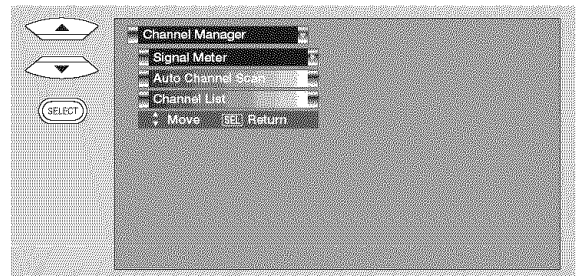 Channel Manager
Signal Meter
Auto Channel Scan
Channel List
Move SEL Return
SELECT